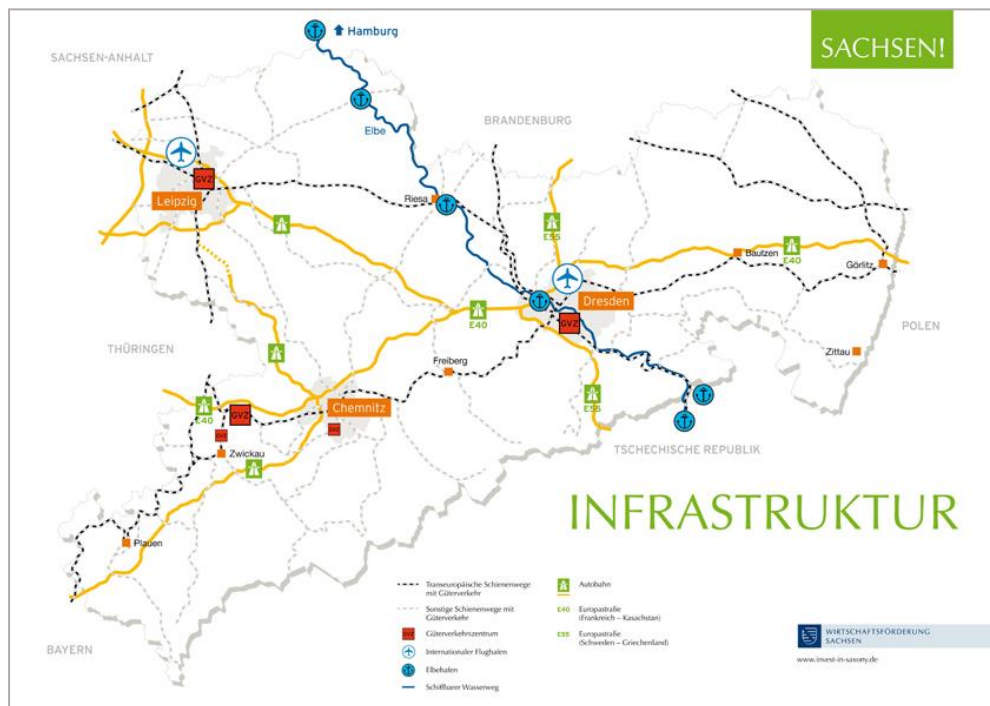 Hamburg
SACHSEN!
SACHSEN-ANHALT
Elbe
BRANDENBURG
GVZ
Leipzig
Riesa
E55
Bautzen
E40
Görlitz
Dresden
GVZ
E40
POLEN
THÜRINGEN
Freiberg
Zittau
Chemnitz
E40
GVZ
E55
GVZ
GVZ
Zwickau
TSCHECHISCHE REPUBLIK
INFRASTRUKTUR
Plauen
BAYERN
Transeuropäische Schienenwege
mit Güterverkehr
Sonstige Schienenwege mit
Güterverkehr
GVZ
Güterverkehrszentrum
Internationaler Flughafen
Elbehafen
Schiffbarer Wasserweg
Autobahn
E40
Europastraße
(Frankreich – Kasachstan)
E55
Europastraße
(Schweden – Griechenland)
WIRTSCHAFTSFÖRDERUNG
SACHSEN
www.invest-in-saxony.de